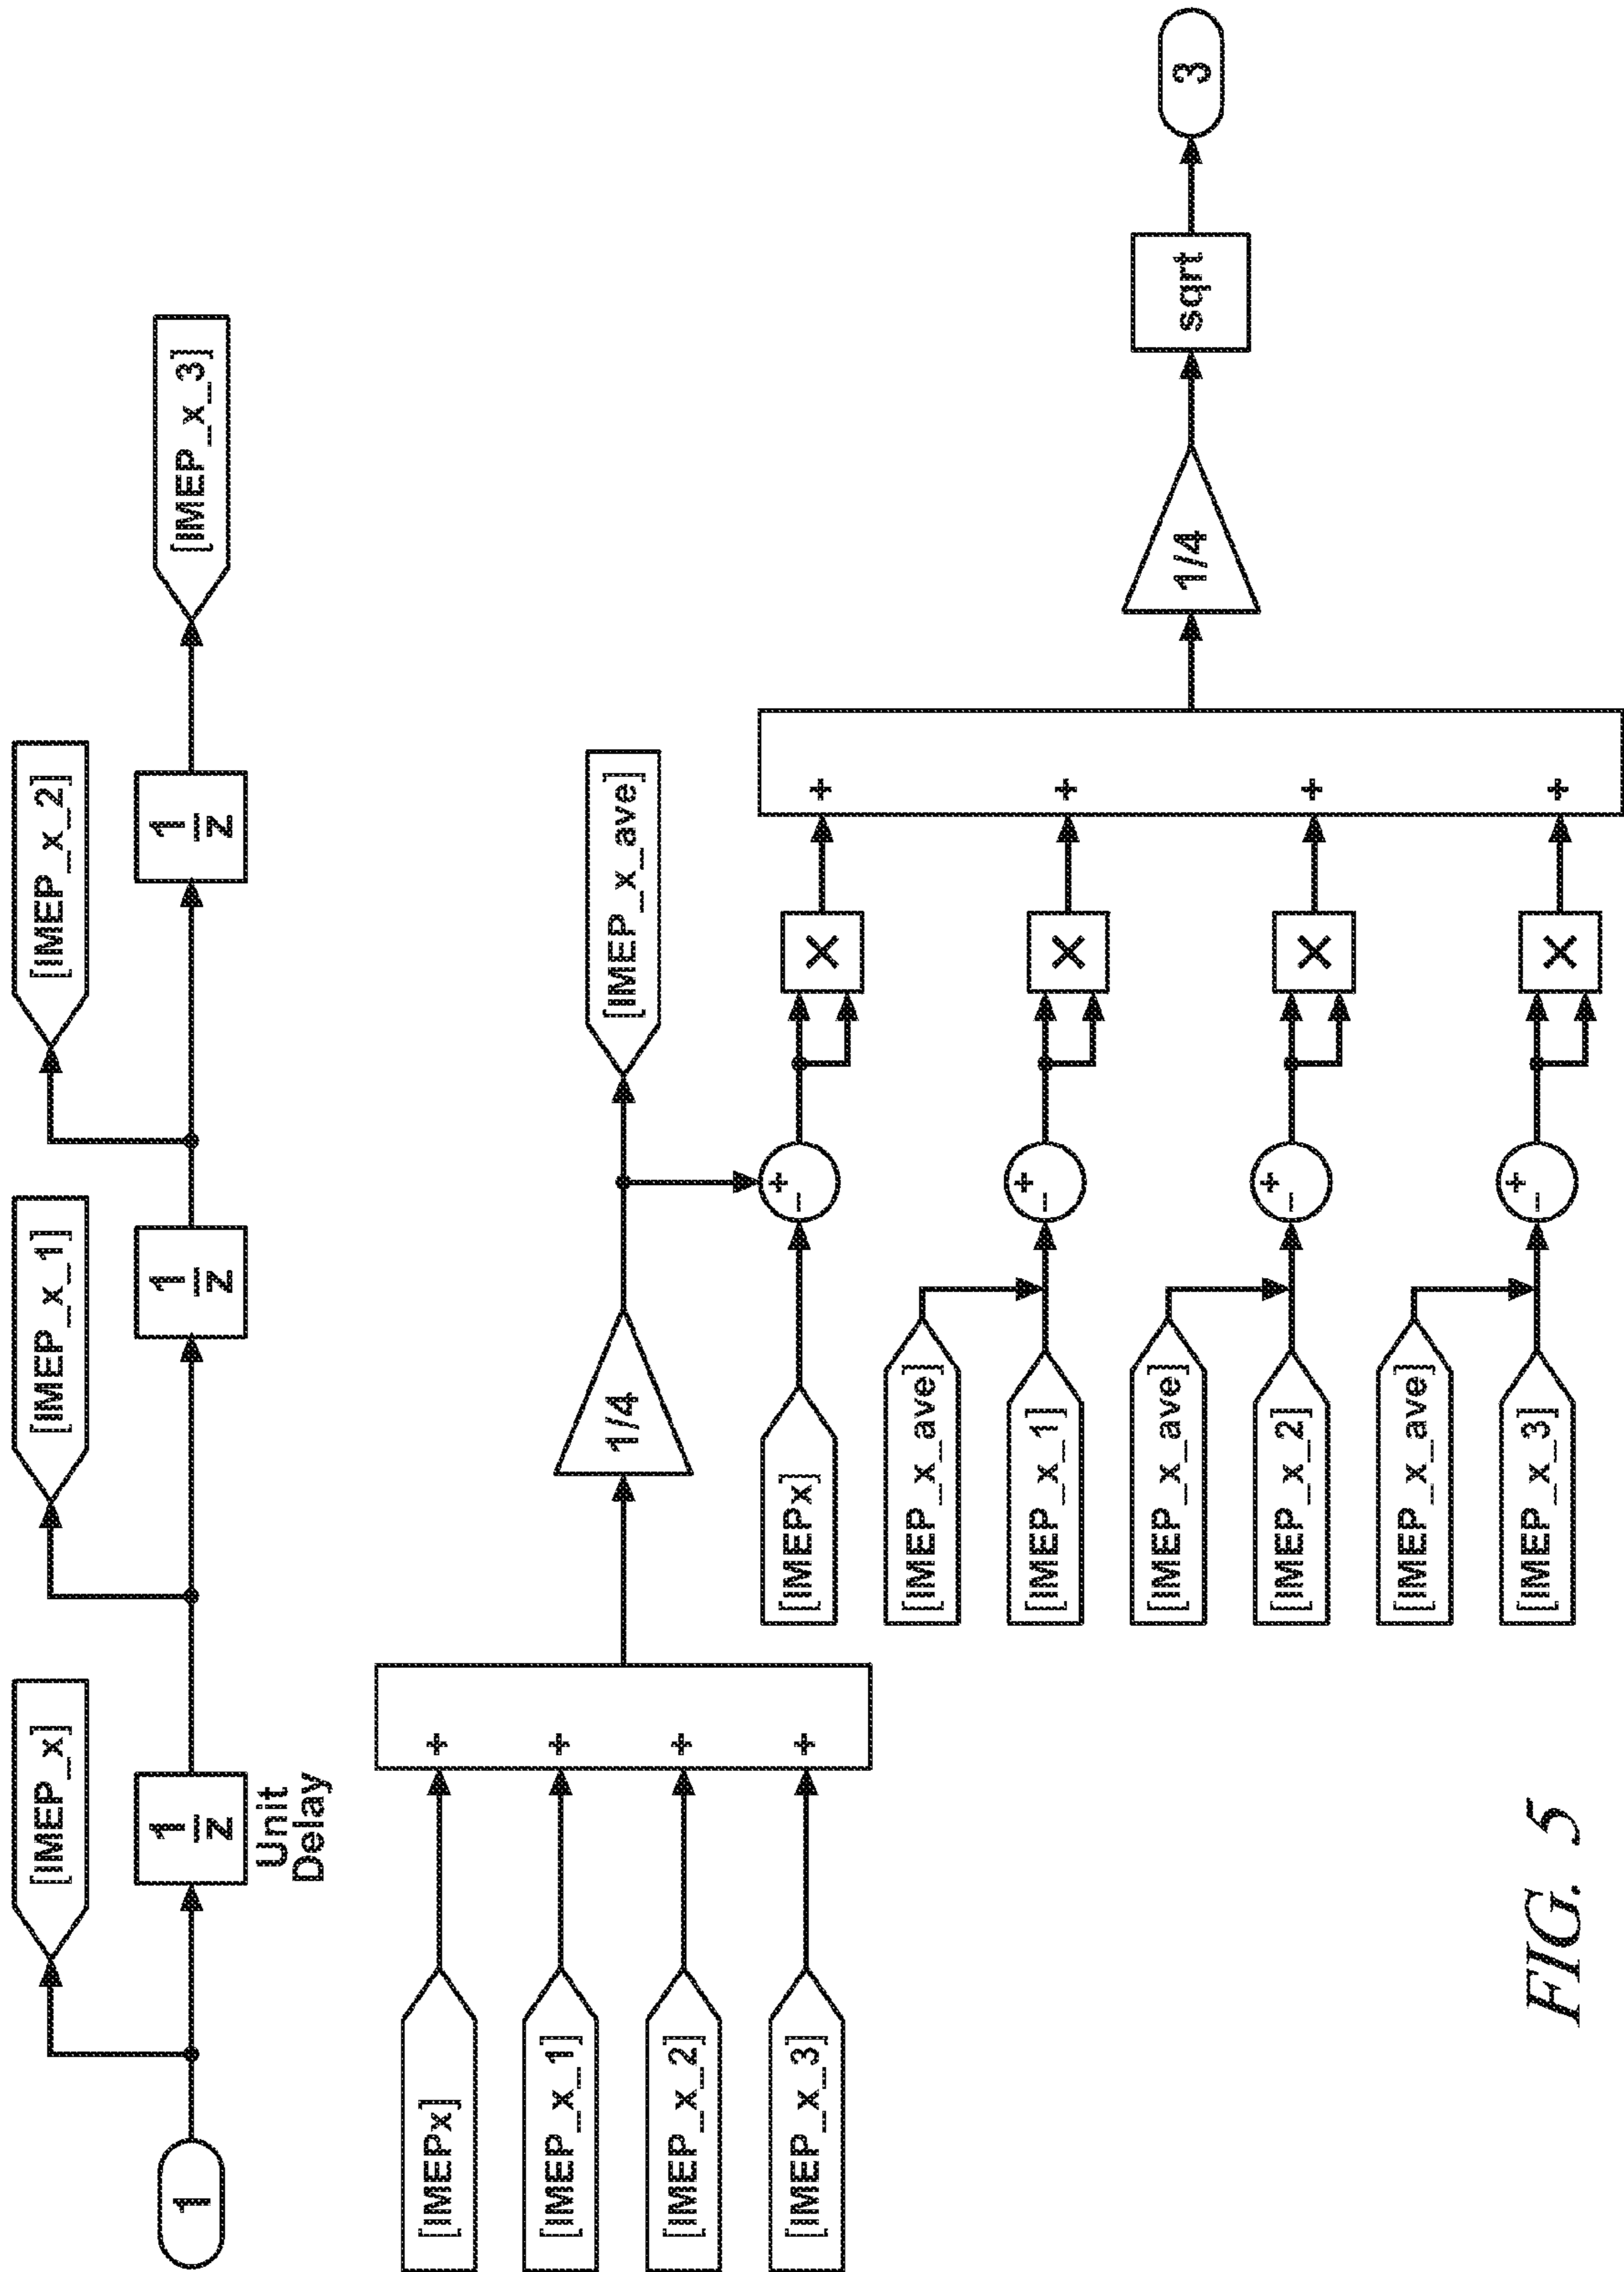 [IMEP_x]
[IMEP_x_1]
[IMEP_x_2]
1
1
z
1
z
1
z
[IMEP_x_3]
Unit
Delay
[IMEPx]
+
[IMEP_x_1]
+
[IMEP_x_2]
+
[IMEP_x_3]
+
1/4
[IMEP_x_ave]
[IMEPx]
+
-
×
+
[IMEP_x_ave]
[IMEP_x_1]
+
-
×
+
[IMEP_x_ave]
[IMEP_x_2]
+
-
×
+
[IMEP_x_ave]
[IMEP_x_3]
+
-
×
+
1/4
sqrt
3
FIG. 5